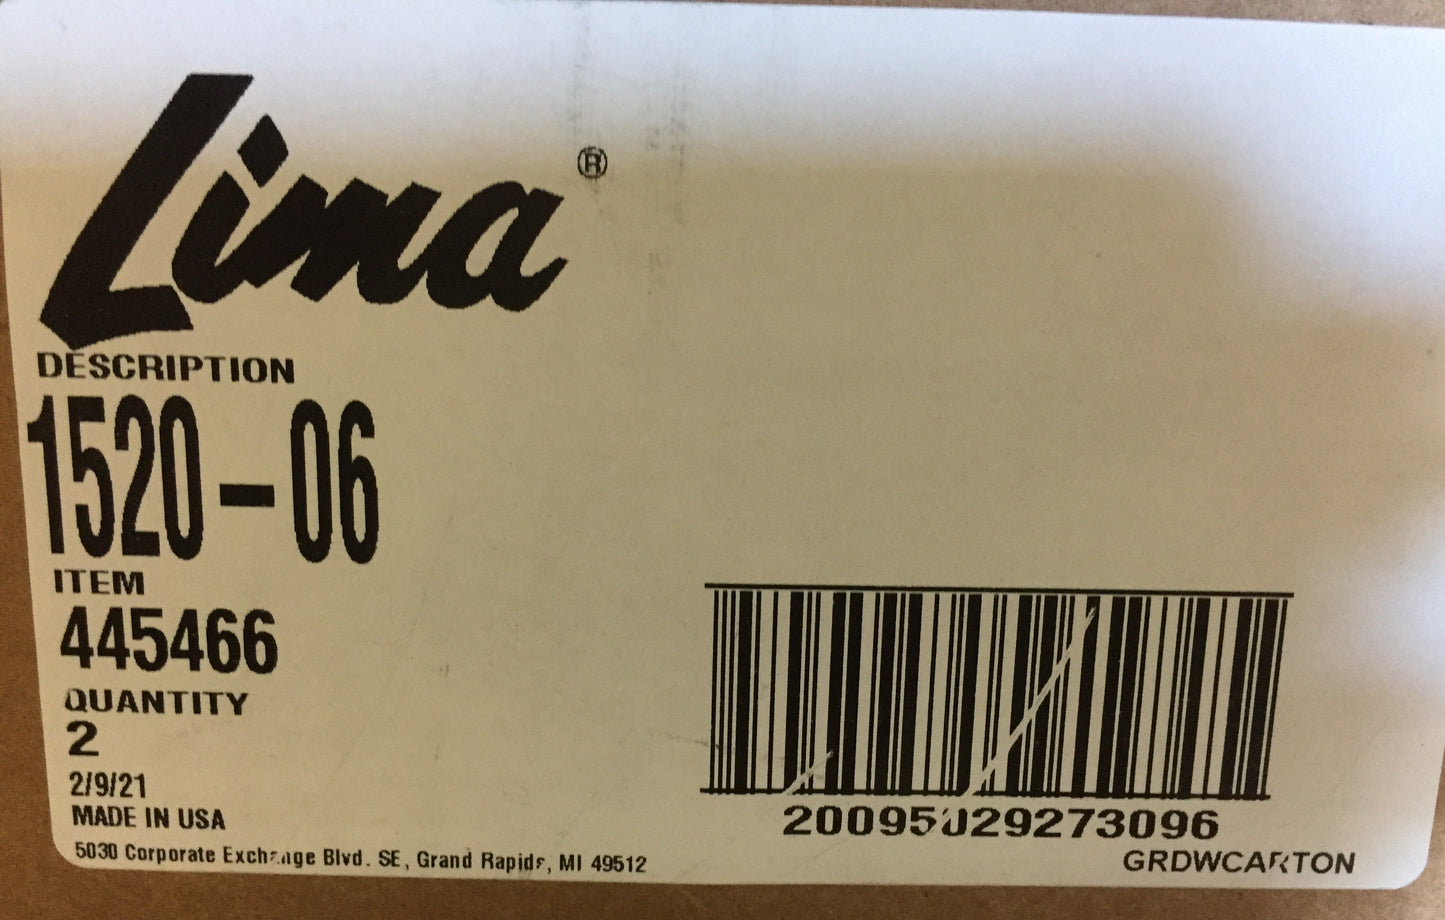 Lima®
DESCRIPTION
1520-06
ITEM
445466
QUANTITY
2
2/9/21
MADE IN USA
5030 Corporate Exchange Blvd. SE, Grand Rapids, MI 49512
20095029273096
GRDWCARTON